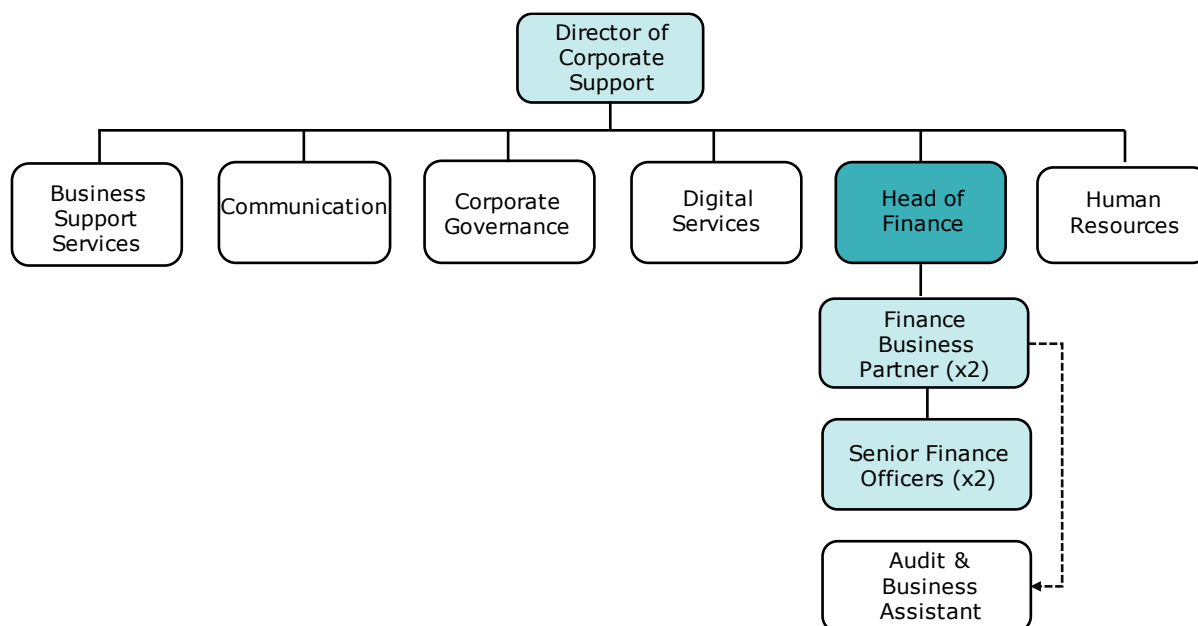 Director of
Corporate
Support
Business
Support
Services
Communication
Corporate
Governance
Digital
Services
Head of
Finance
Human
Resources
Finance
Business
Partner (x2)
Senior Finance
Officers (x2)
Audit &
Business
Assistant